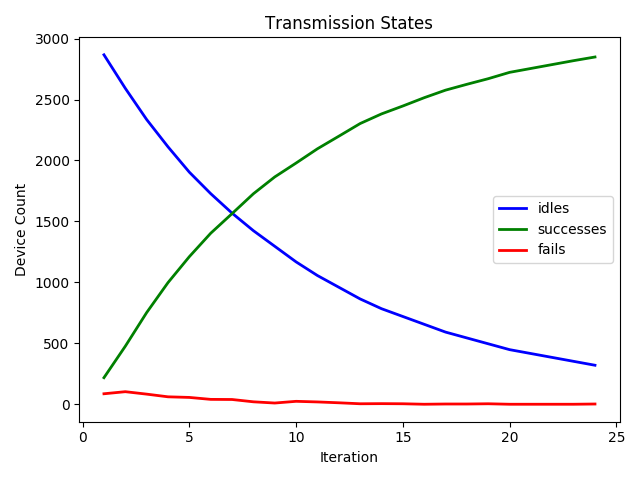 Transmission States
3000
2500
2000
1500
1000
500
0
Device Count
0 5 10 15 20 25
Iteration
idles
successes
fails